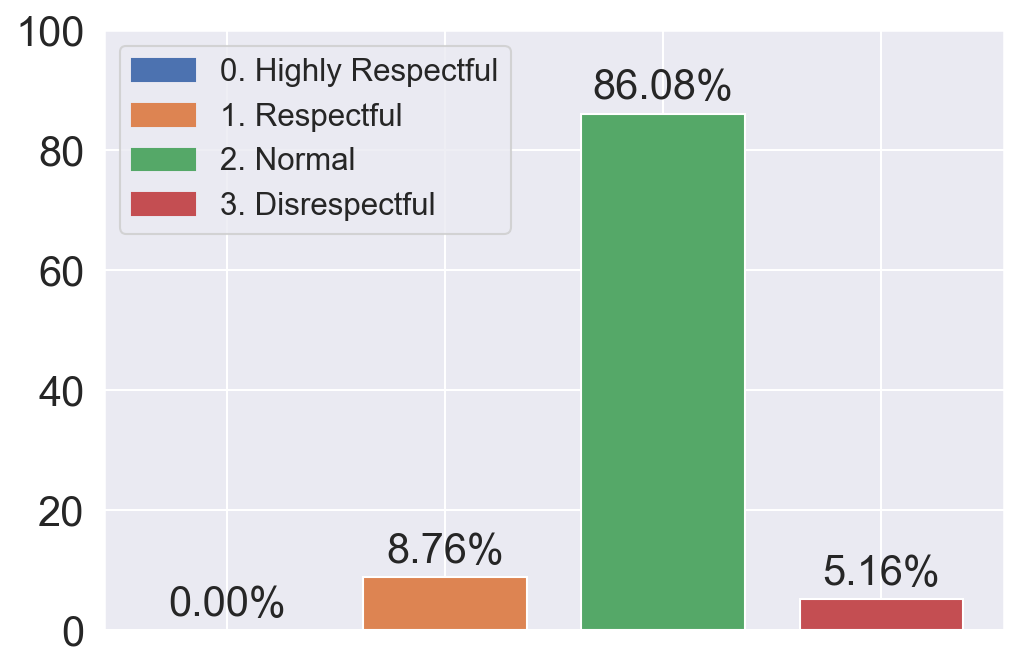 100
80
60
40
20
0
0. Highly Respectful
1. Respectful
2. Normal
3. Disrespectful
0.00%
8.76%
86.08%
5.16%